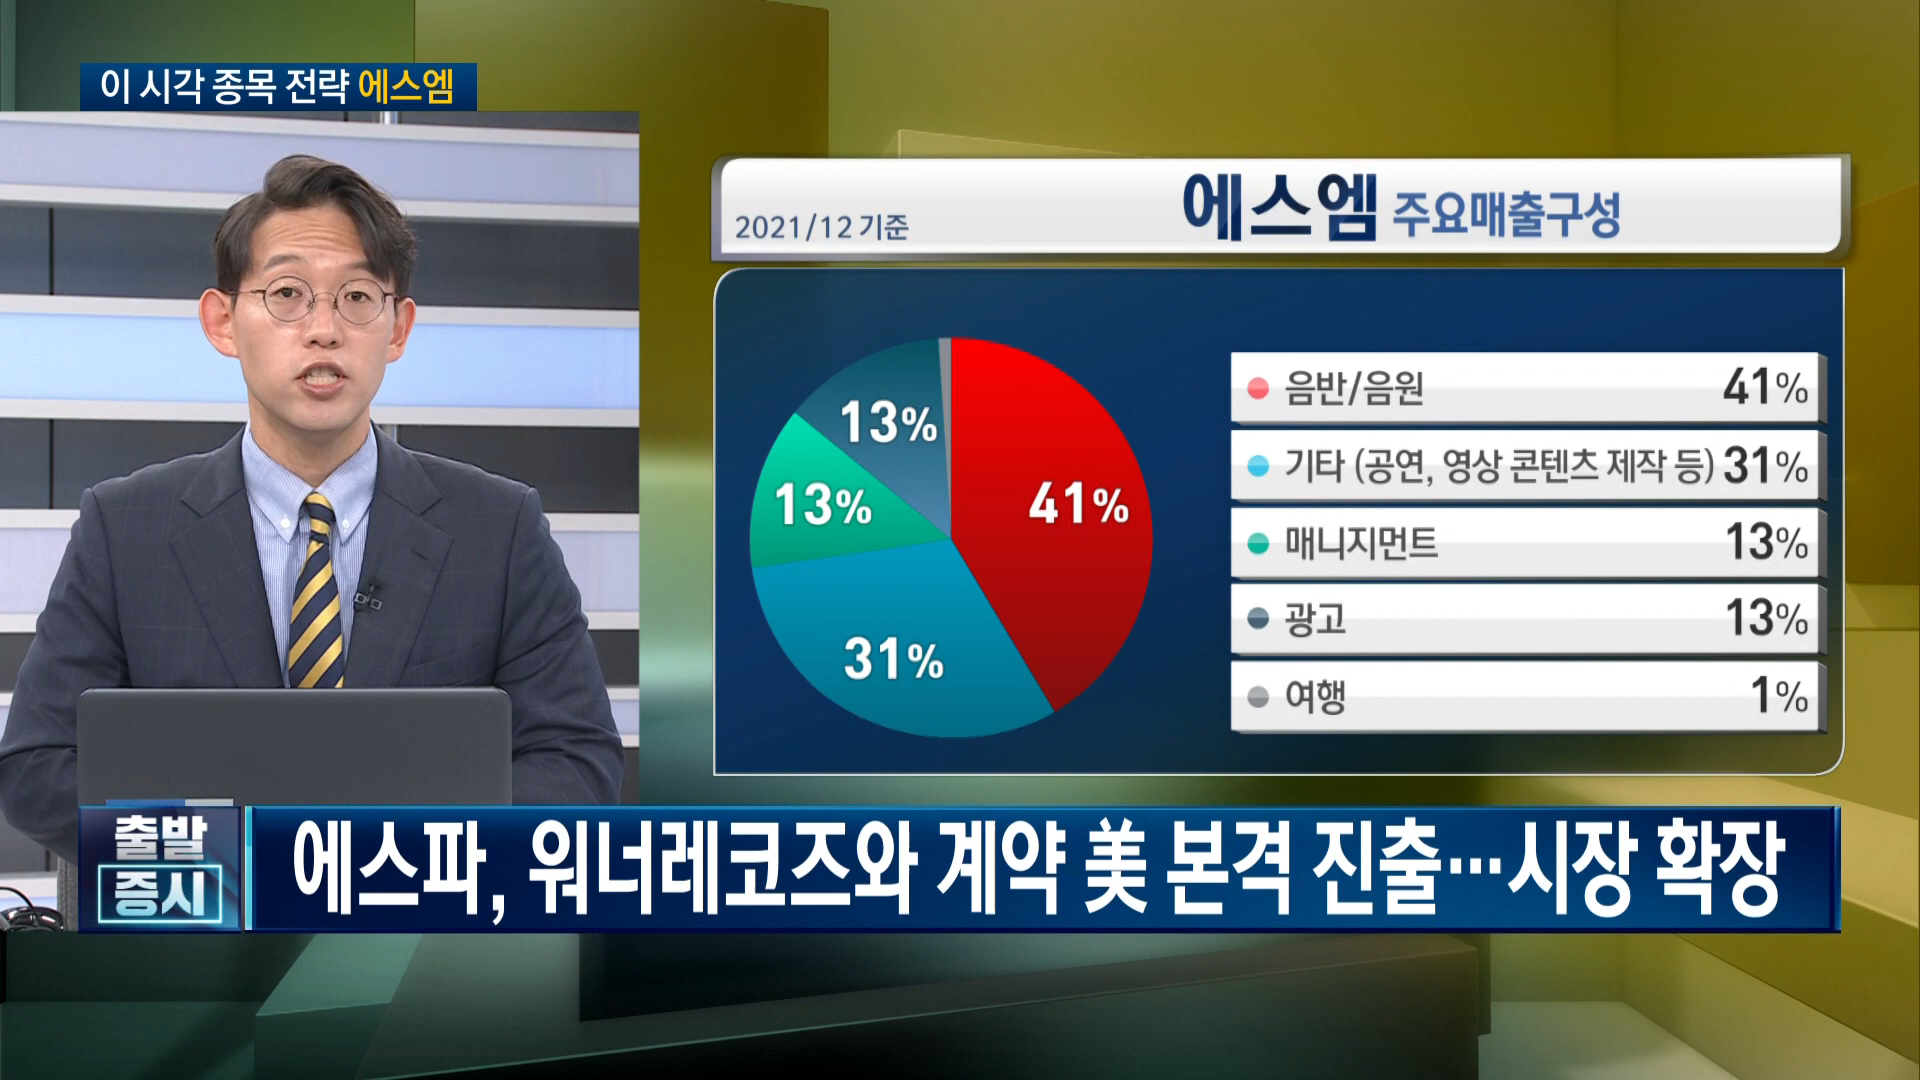 이 시각 종목 전략 에스엠
2021/12 기준
에스엠 주요매출구성
41%
31%
13%
13%
음반/음원 41%
기타 (공연, 영상 콘텐츠 제작 등) 31%
매니지먼트 13%
광고 13%
여행 1%
출발
증시
에스파, 워너레코즈와 계약 美 본격 진출…시장 확장